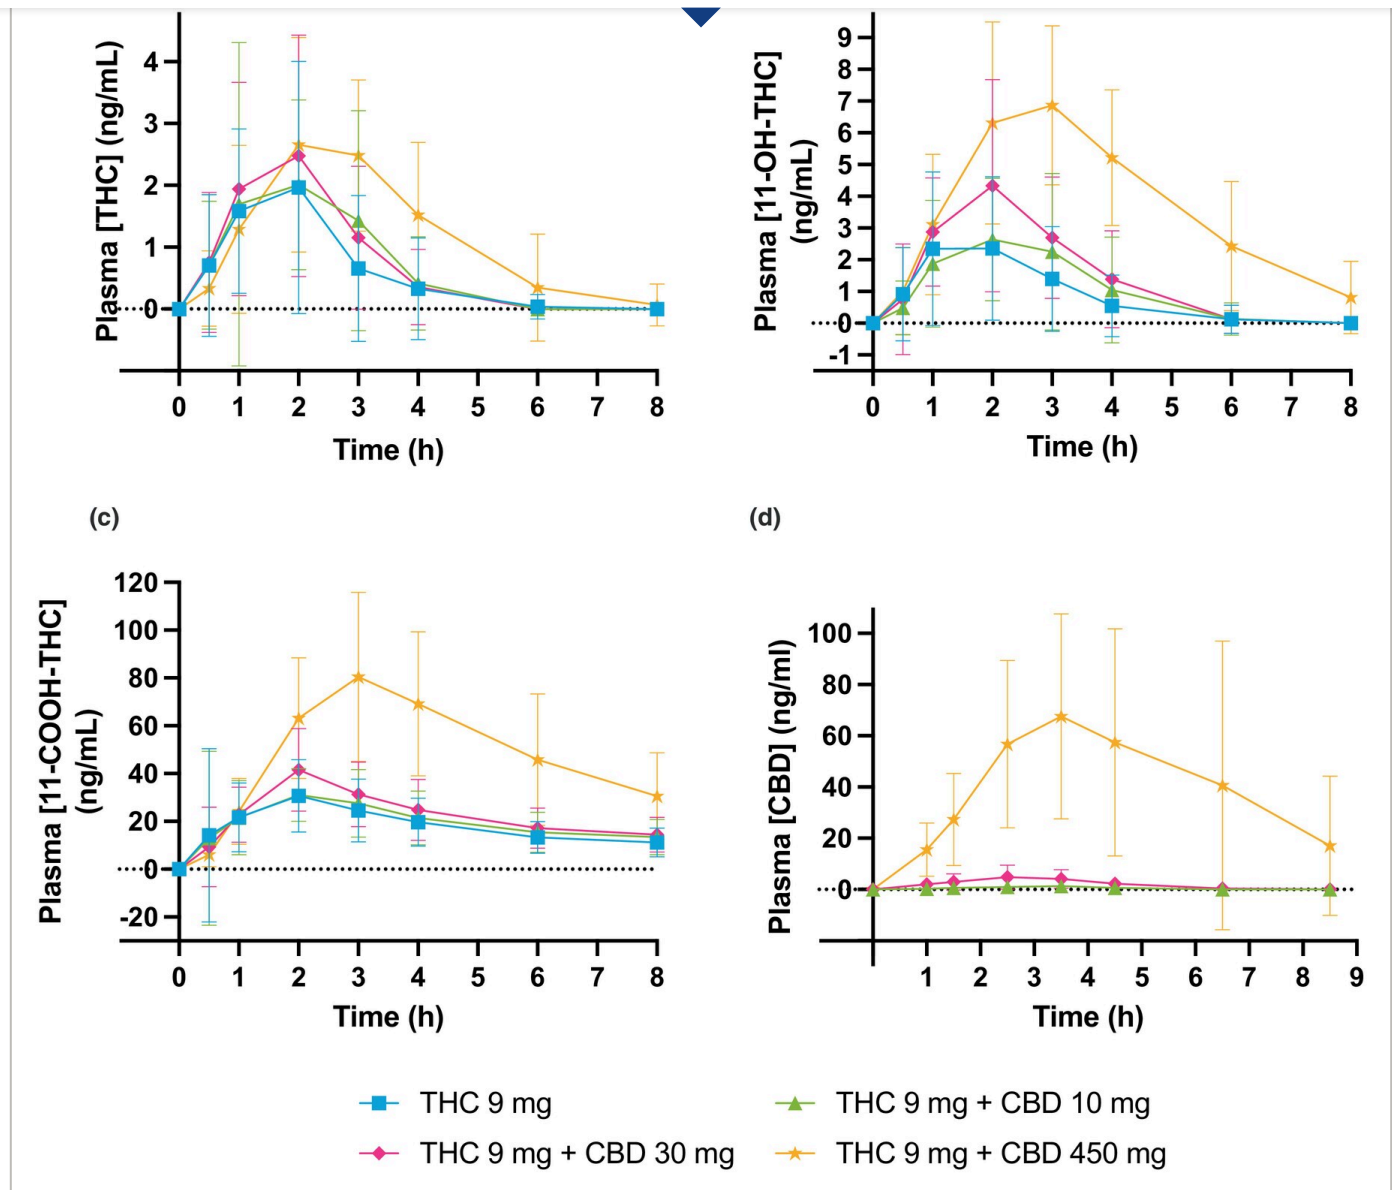 Plasma [THC] (ng/mL)
4
3
2
1
0
0 1 2 3 4 5 6 7 8
Time (h)
Plasma [11-OH-THC]
(ng/mL)
9
8
7
6
5
4
3
2
1
0
-1
0 1 2 3 4 5 6 7 8
Time (h)
(c)
Plasma [11-COOH-THC]
(ng/mL)
120
100
80
60
40
20
0
-20
0 1 2 3 4 5 6 7 8
Time (h)
(d)
Plasma [CBD] (ng/ml)
100
80
60
40
20
0
1 2 3 4 5 6 7 8 9
Time (h)
THC 9 mg
THC 9 mg + CBD 10 mg
THC 9 mg + CBD 30 mg
THC 9 mg + CBD 450 mg